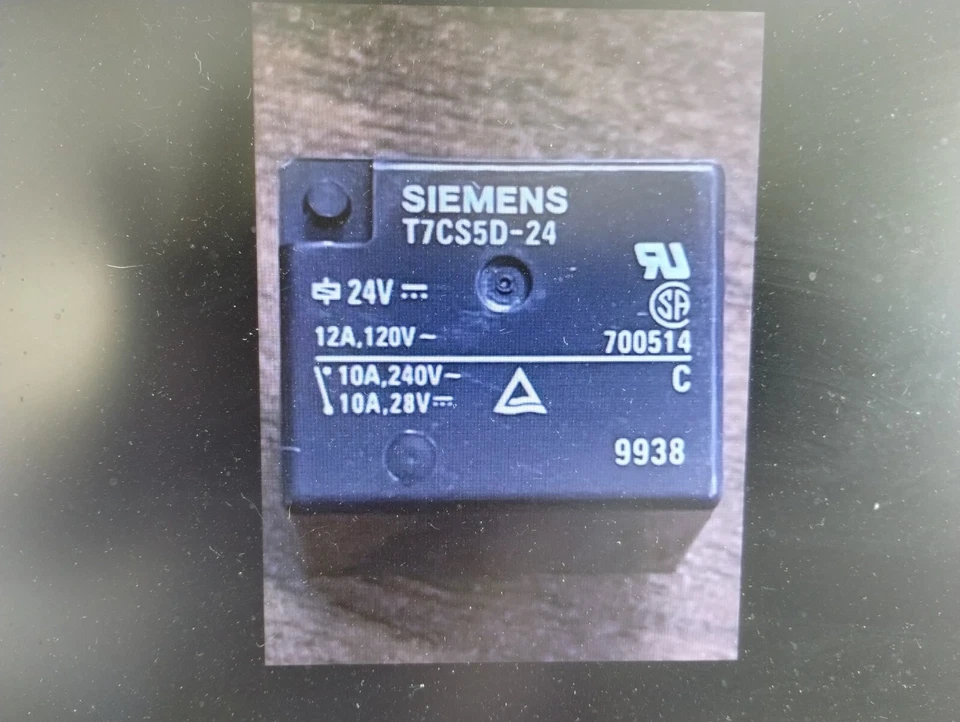 SIEMENS
T7CS5D-24
24V
12A,120V~
700514
10A,240V~
C
10A,28V
9938